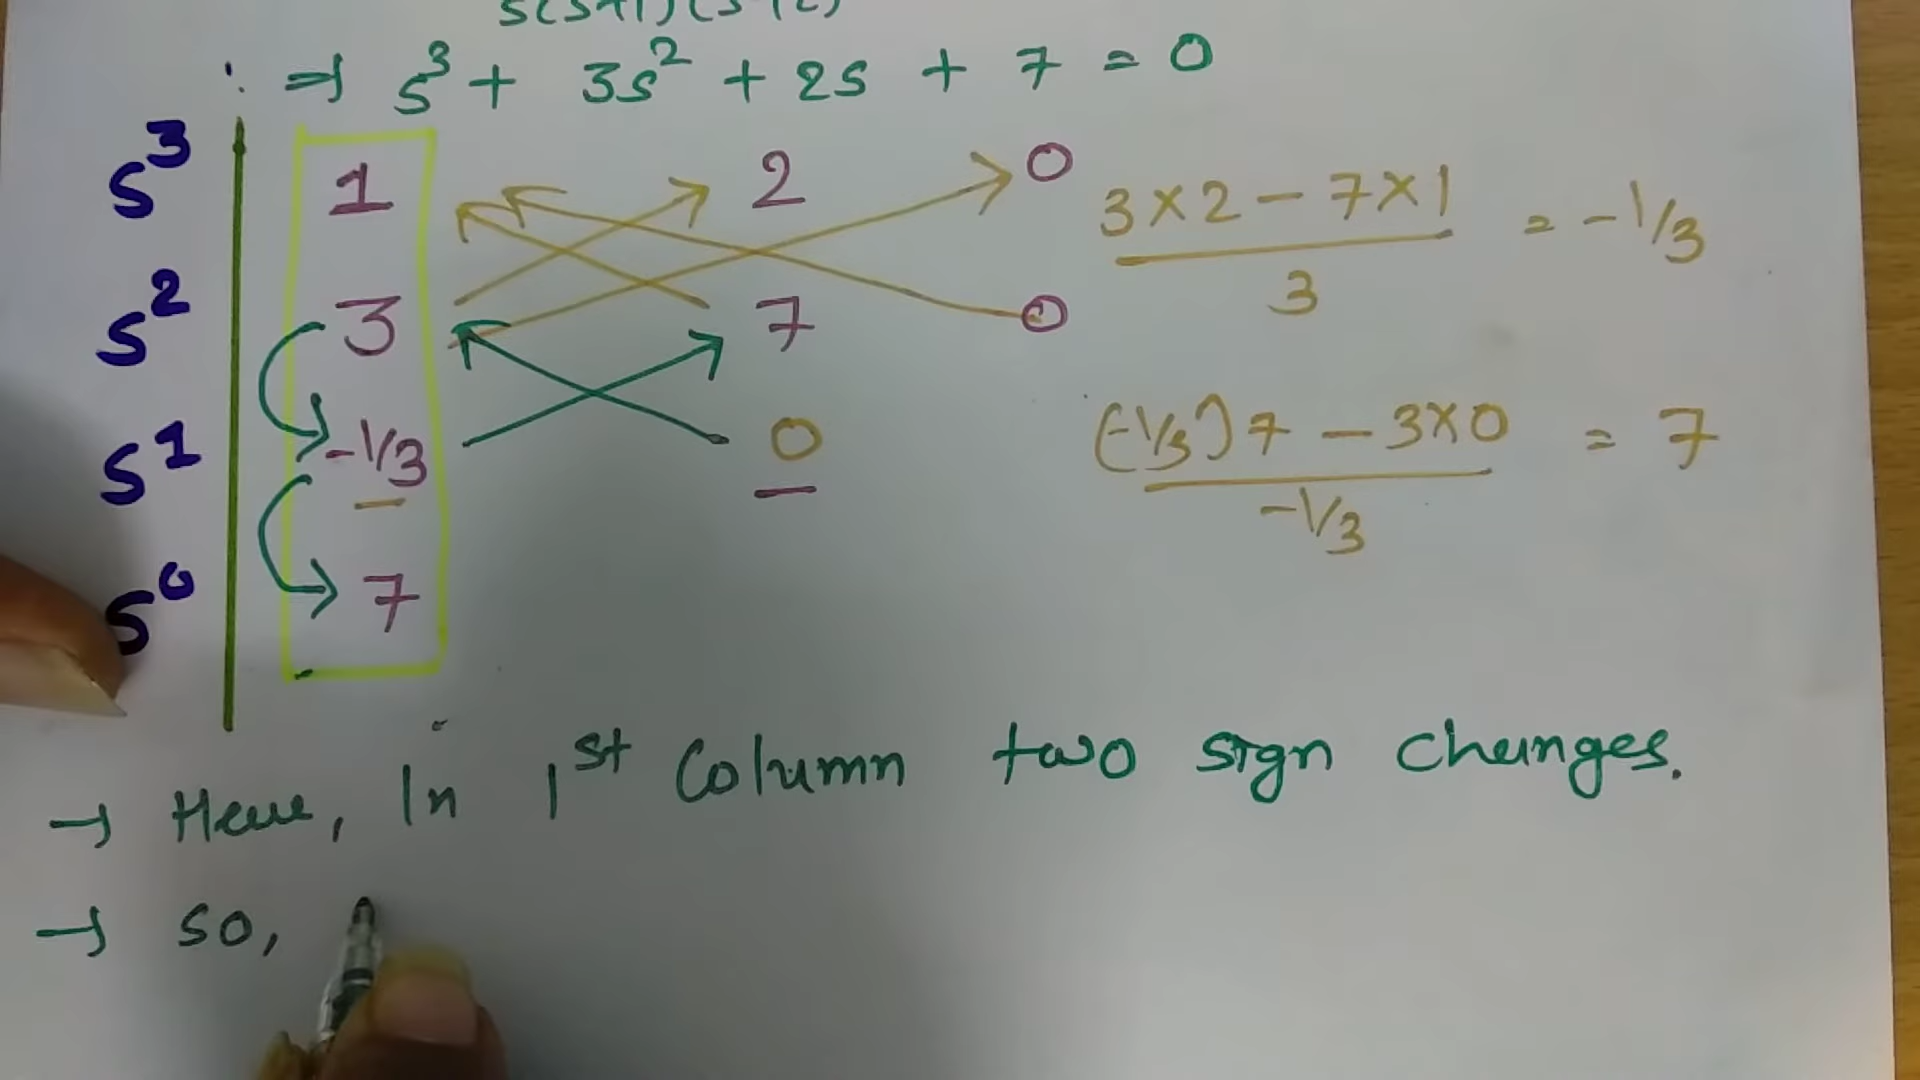 s(s+1)(s+2)
⇒ s³ + 3s² + 2s + 7 = 0
s³ 1 2 0
3×2 − 7×1 / 3 = −1/3
s² 3 7 0
s¹ −1/3 0
(−1/3)7 − 3×0 / −1/3 = 7
s⁰ 7
→ Here, In 1st Column two sign changes.
→ so,